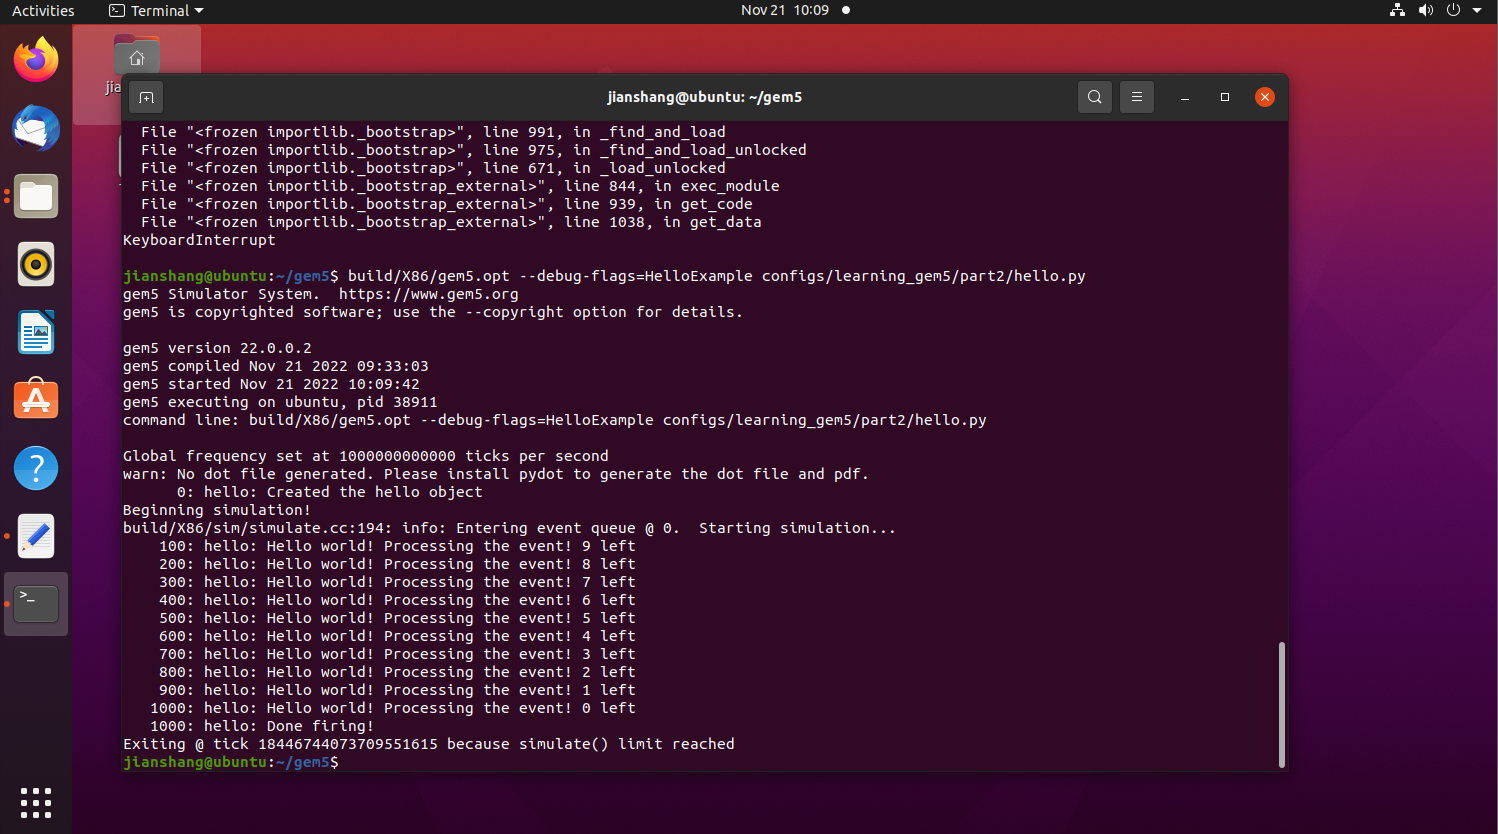 Activities
Terminal
Nov 21 10:09
jia
jianshang@ubuntu: ~/gem5
File "<frozen importlib._bootstrap>", line 991, in _find_and_load
File "<frozen importlib._bootstrap>", line 975, in _find_and_load_unlocked
File "<frozen importlib._bootstrap>", line 671, in _load_unlocked
File "<frozen importlib._bootstrap_external>", line 844, in exec_module
File "<frozen importlib._bootstrap_external>", line 939, in get_code
File "<frozen importlib._bootstrap_external>", line 1038, in get_data
KeyboardInterrupt
jianshang@ubuntu:~/gem5$ build/X86/gem5.opt --debug-flags=HelloExample configs/learning_gem5/part2/hello.py
gem5 Simulator System.  https://www.gem5.org
gem5 is copyrighted software; use the --copyright option for details.
gem5 version 22.0.0.2
gem5 compiled Nov 21 2022 09:33:03
gem5 started Nov 21 2022 10:09:42
gem5 executing on ubuntu, pid 38911
command line: build/X86/gem5.opt --debug-flags=HelloExample configs/learning_gem5/part2/hello.py
Global frequency set at 1000000000000 ticks per second
warn: No dot file generated. Please install pydot to generate the dot file and pdf.
0: hello: Created the hello object
Beginning simulation!
build/X86/sim/simulate.cc:194: info: Entering event queue @ 0.  Starting simulation...
100: hello: Hello world! Processing the event! 9 left
200: hello: Hello world! Processing the event! 8 left
300: hello: Hello world! Processing the event! 7 left
400: hello: Hello world! Processing the event! 6 left
500: hello: Hello world! Processing the event! 5 left
600: hello: Hello world! Processing the event! 4 left
700: hello: Hello world! Processing the event! 3 left
800: hello: Hello world! Processing the event! 2 left
900: hello: Hello world! Processing the event! 1 left
1000: hello: Hello world! Processing the event! 0 left
1000: hello: Done firing!
Exiting @ tick 18446744073709551615 because simulate() limit reached
jianshang@ubuntu:~/gem5$